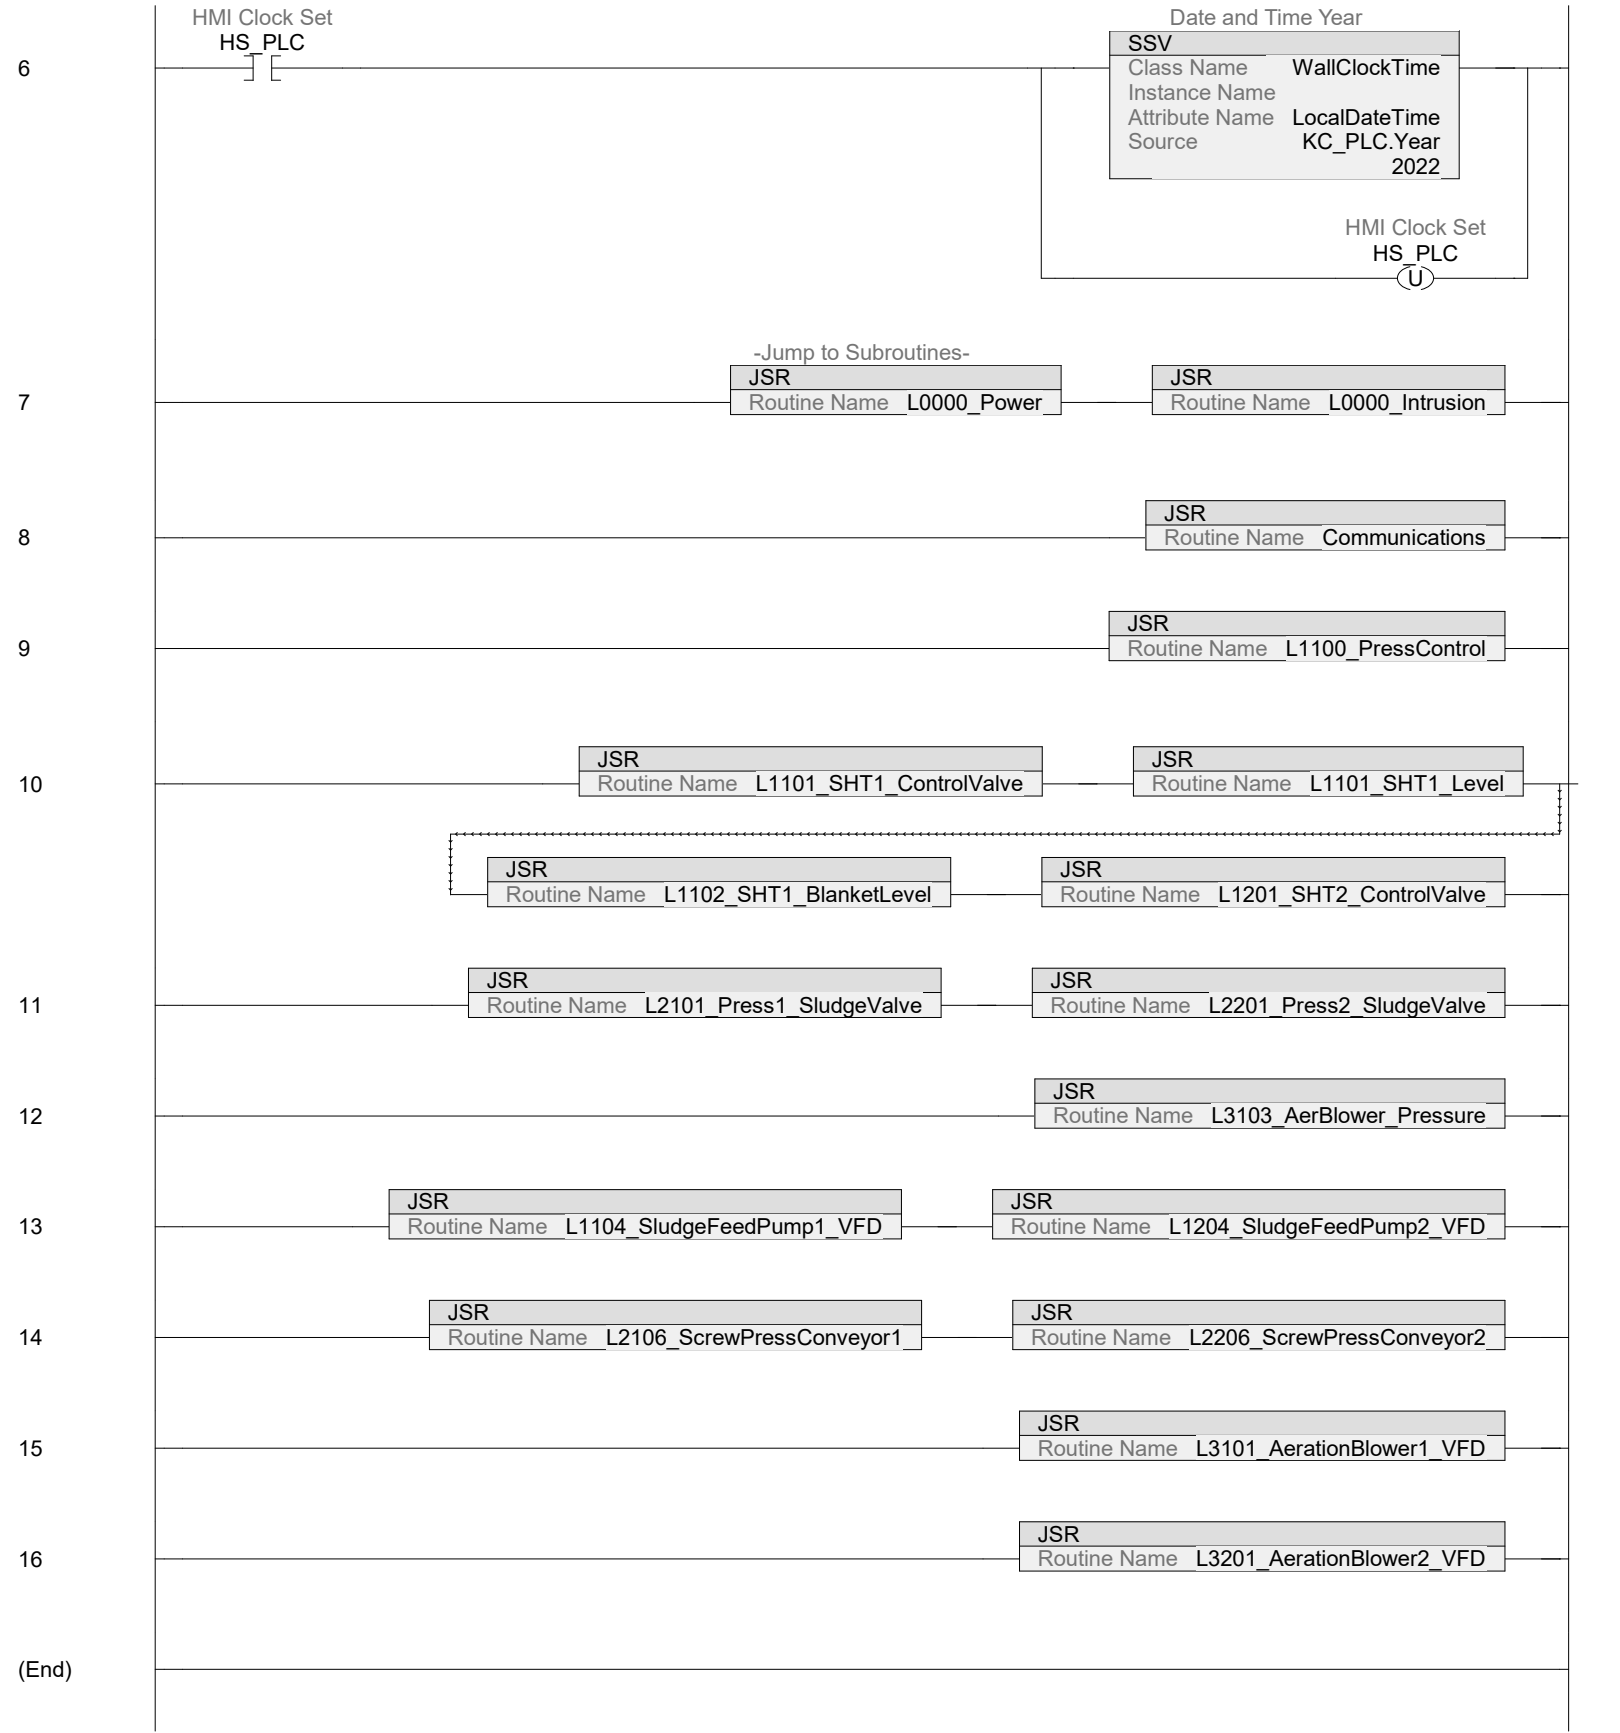 HMI Clock Set
HS_PLC
Date and Time Year
SSV
6
Class Name WallClockTime
Instance Name
Attribute Name LocalDateTime
Source KC_PLC.Year
2022
HMI Clock Set
HS_PLC
U
-Jump to Subroutines-
JSR JSR
7 Routine Name L0000_Power Routine Name L0000_Intrusion
JSR
8 Routine Name Communications
JSR
9 Routine Name L1100_PressControl
JSR JSR
10 Routine Name L1101_SHT1_ControlValve Routine Name L1101_SHT1_Level
JSR JSR
Routine Name L1102_SHT1_BlanketLevel Routine Name L1201_SHT2_ControlValve
JSR JSR
11 Routine Name L2101_Press1_SludgeValve Routine Name L2201_Press2_SludgeValve
JSR
12 Routine Name L3103_AerBlower_Pressure
JSR JSR
13 Routine Name L1104_SludgeFeedPump1_VFD Routine Name L1204_SludgeFeedPump2_VFD
JSR JSR
14 Routine Name L2106_ScrewPressConveyor1 Routine Name L2206_ScrewPressConveyor2
JSR
15 Routine Name L3101_AerationBlower1_VFD
JSR
16 Routine Name L3201_AerationBlower2_VFD
(End)